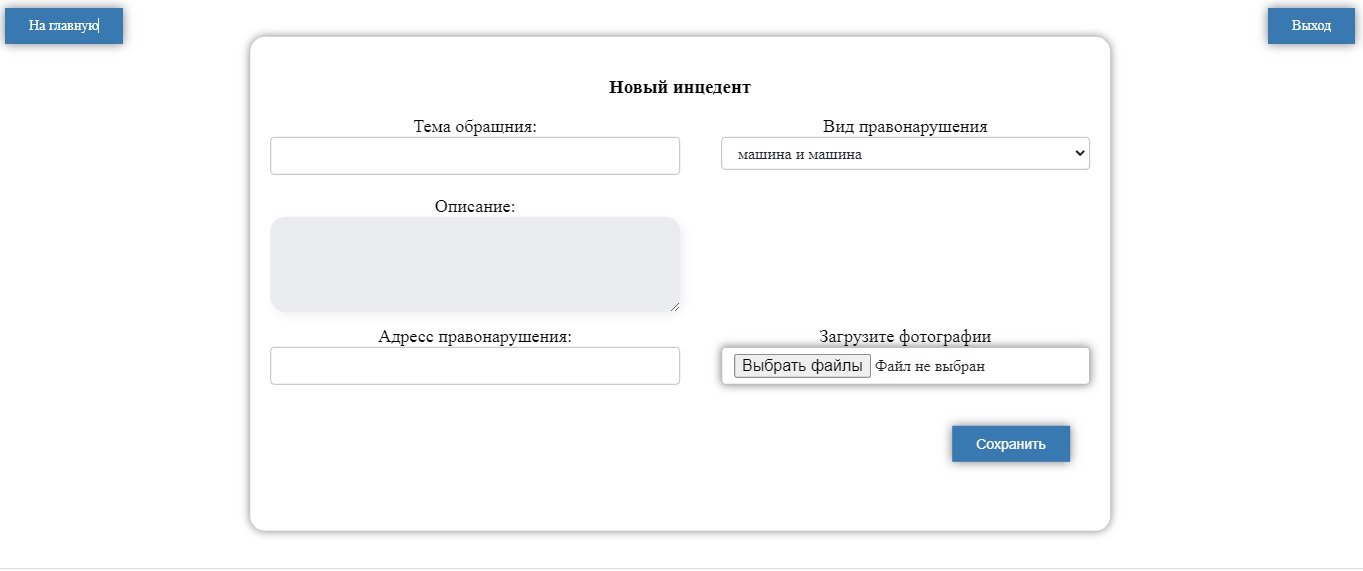 На главную
Выход
Новый инцедент
Тема обращния:
Вид правонарушения
машина и машина
Описание:
Адресс правонарушения:
Загрузите фотографии
Выбрать файлы Файл не выбран
Сохранить